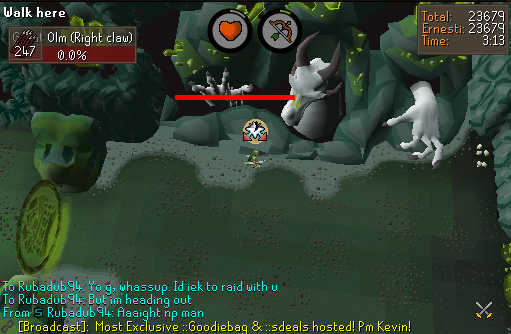 Walk here
Olm (Right claw)
247
0.0%
Total: 23679
Ernesti: 23679
Time: 3:13
To Rubadub94: Yo g, whassup. Id iek to raid with u
To Rubadub94: But im heading out
From S Rubadub94: Aaaight np man
[Broadcast]: Most Exclusive ::Goodiebag & ::sdeals hosted! Pm Kevin!